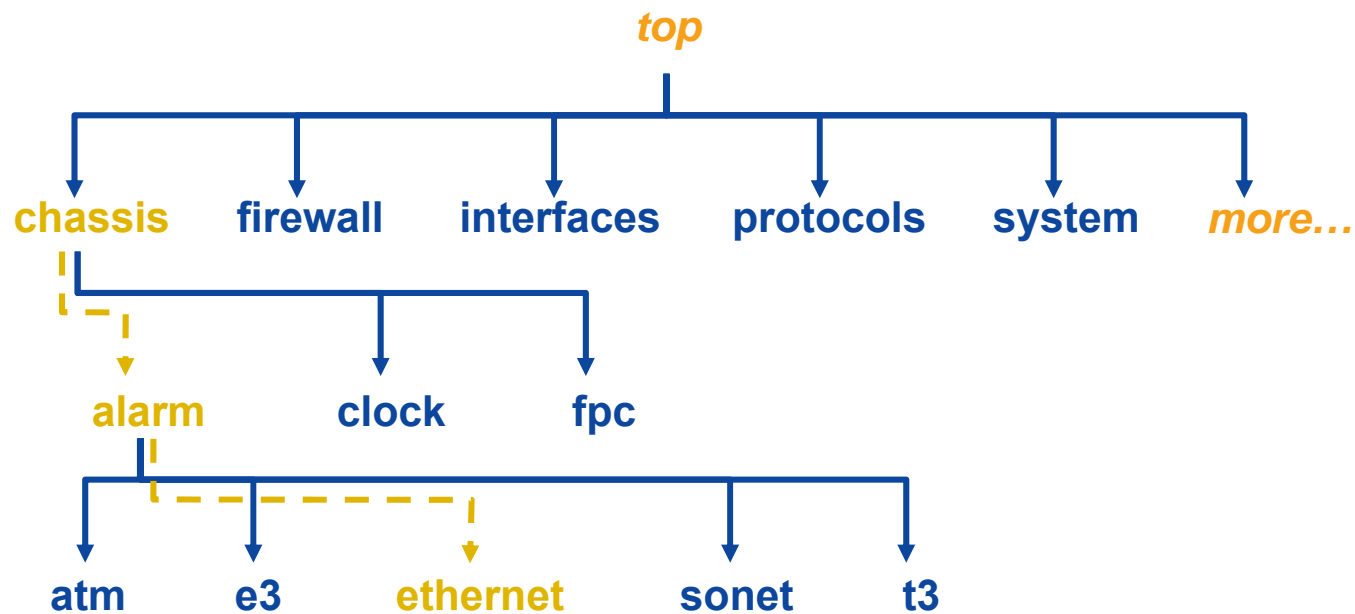 top
chassis firewall interfaces protocols system more…
alarm clock fpc
atm e3 ethernet sonet t3